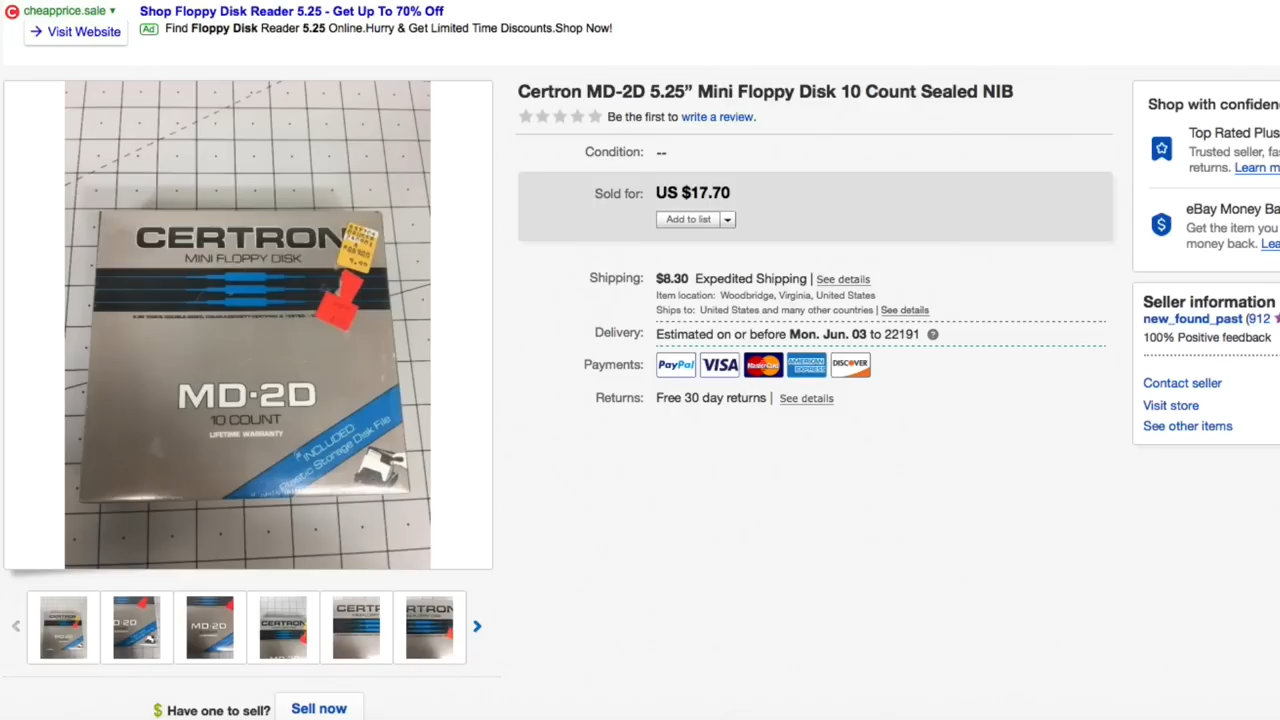 cheapprice.sale
Shop Floppy Disk Reader 5.25 - Get Up To 70% Off
→ Visit Website
Ad Find Floppy Disk Reader 5.25 Online.Hurry & Get Limited Time Discounts.Shop Now!
Certron MD-2D 5.25” Mini Floppy Disk 10 Count Sealed NIB
Be the first to write a review.
Condition: --
Sold for: US $17.70
Add to list
Shipping: $8.30 Expedited Shipping | See details
Item location: Woodbridge, Virginia, United States
Ships to: United States and many other countries | See details
Delivery: Estimated on or before Mon. Jun. 03 to 22191
Payments: PayPal VISA MasterCard AMERICAN EXPRESS DISCOVER
Returns: Free 30 day returns | See details
Shop with confiden
Top Rated Plus
Trusted seller, fa
returns. Learn m
eBay Money Ba
Get the item you
money back. Lea
Seller information
new_found_past (912
100% Positive feedback
Contact seller
Visit store
See other items
CERTRON
MINI FLOPPY DISK
MD-2D
10 COUNT
LIFETIME WARRANTY
INCLUDED:
Plastic Storage Disk File
Have one to sell? Sell now